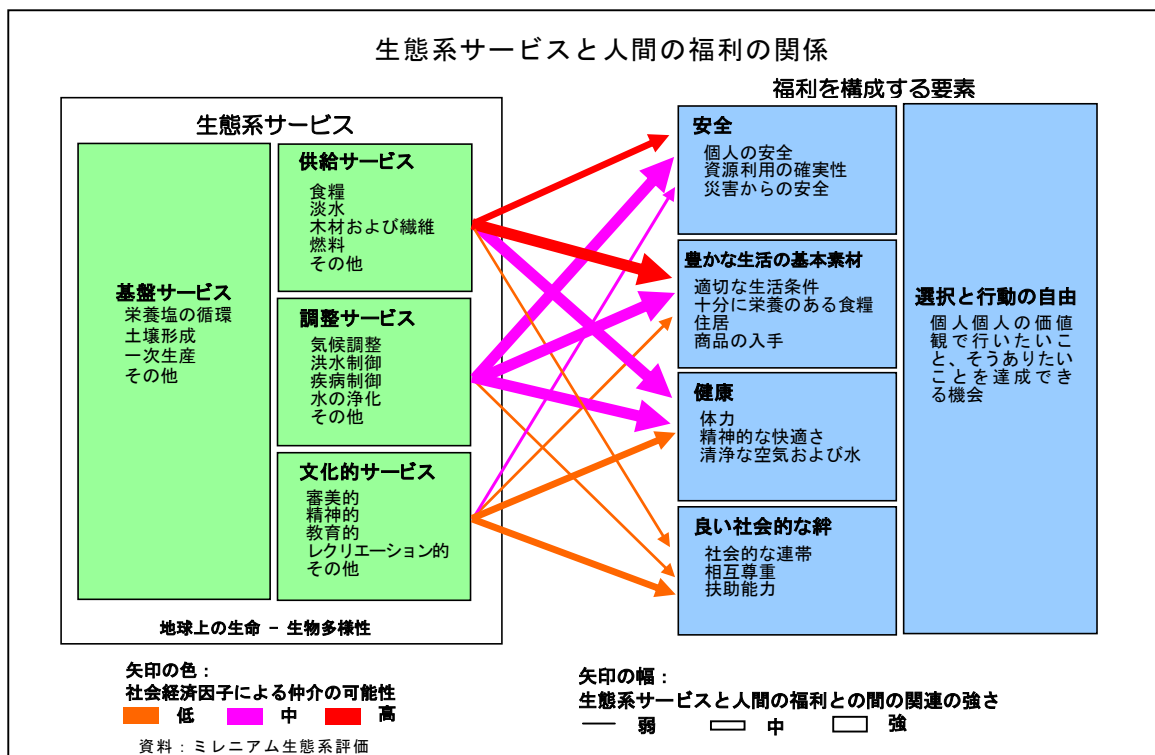 生態系サービスと人間の福利の関係
福利を構成する要素
生態系サービス
基盤サービス
栄養塩の循環
土壌形成
一次生産
その他
供給サービス
食糧
淡水
木材および繊維
燃料
その他
調整サービス
気候調整
洪水制御
疾病制御
水の浄化
その他
文化的サービス
審美的
精神的
教育的
レクリエーション的
その他
地球上の生命 − 生物多様性
安全
個人の安全
資源利用の確実性
災害からの安全
豊かな生活の基本素材
適切な生活条件
十分に栄養のある食糧
住居
商品の入手
健康
体力
精神的な快適さ
清浄な空気および水
良い社会的な絆
社会的な連帯
相互尊重
扶助能力
選択と行動の自由
個人個人の価値
観で行いたいこ
と、そうありたい
ことを達成でき
る機会
矢印の色：
社会経済因子による仲介の可能性
低 中 高
資料：ミレニアム生態系評価
矢印の幅：
生態系サービスと人間の福利との間の関連の強さ
弱 中 強